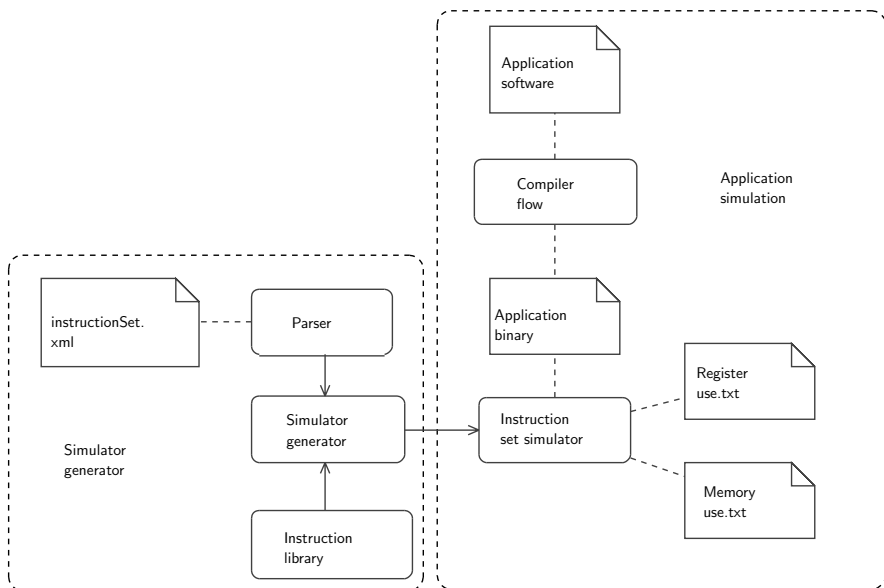 Application
software
Compiler
flow
Application
simulation
instructionSet.
xml
Parser
Application
binary
Register
use.txt
Simulator
generator
Instruction
set simulator
Simulator
generator
Memory
use.txt
Instruction
library